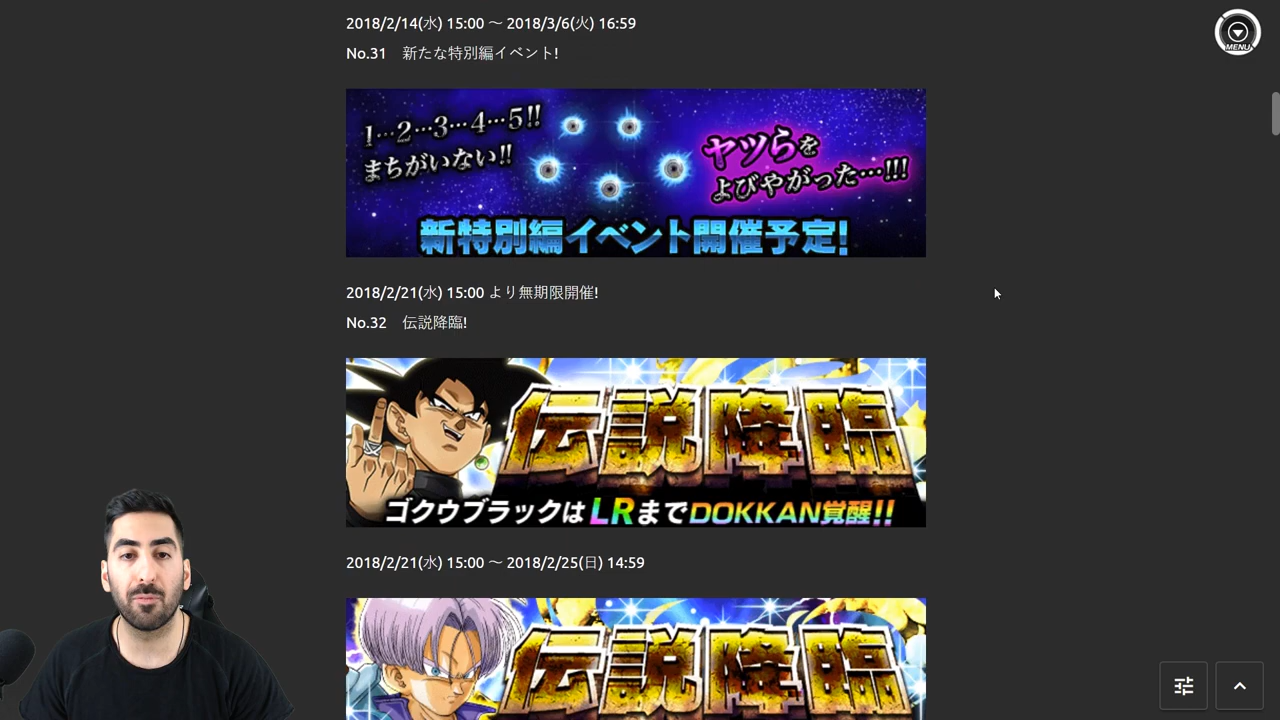 2018/2/14(水) 15:00 ～ 2018/3/6(火) 16:59
MENU
No.31　新たな特別編イベント!
1…2…3…4…5!!
まちがいない!!
ヤツらを
よびやがった…!!!
新特別編イベント開催予定!
2018/2/21(水) 15:00 より無期限開催!
No.32　伝説降臨!
伝説降臨
ゴクウブラックはLRまでDOKKAN覚醒!!
2018/2/21(水) 15:00 ～ 2018/2/25(日) 14:59
伝説降臨